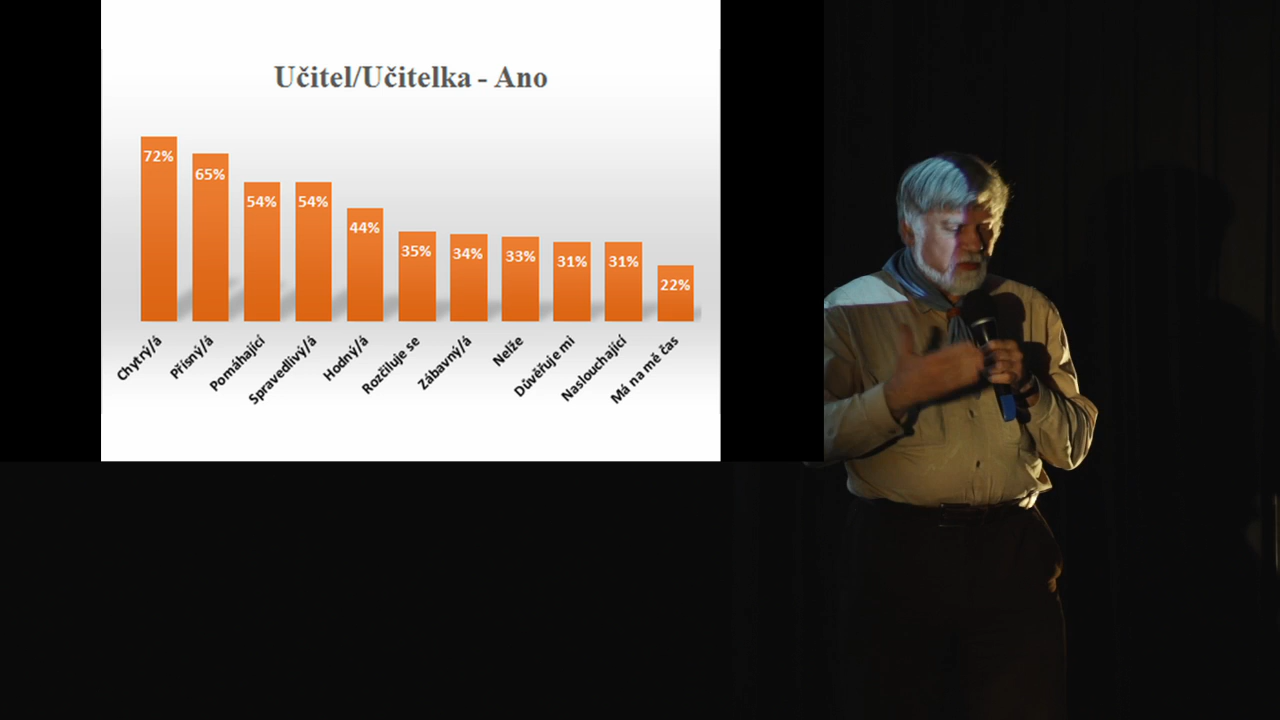 Učitel/Učitelka - Ano
72%
65%
54%
54%
44%
35%
34%
33%
31%
31%
22%
Chytrý/á
Přísný/á
Pomáhající
Spravedlivý/á
Hodný/á
Rozčiluje se
Zábavný/á
Nelže
Důvěřuje mi
Naslouchající
Má na mě čas